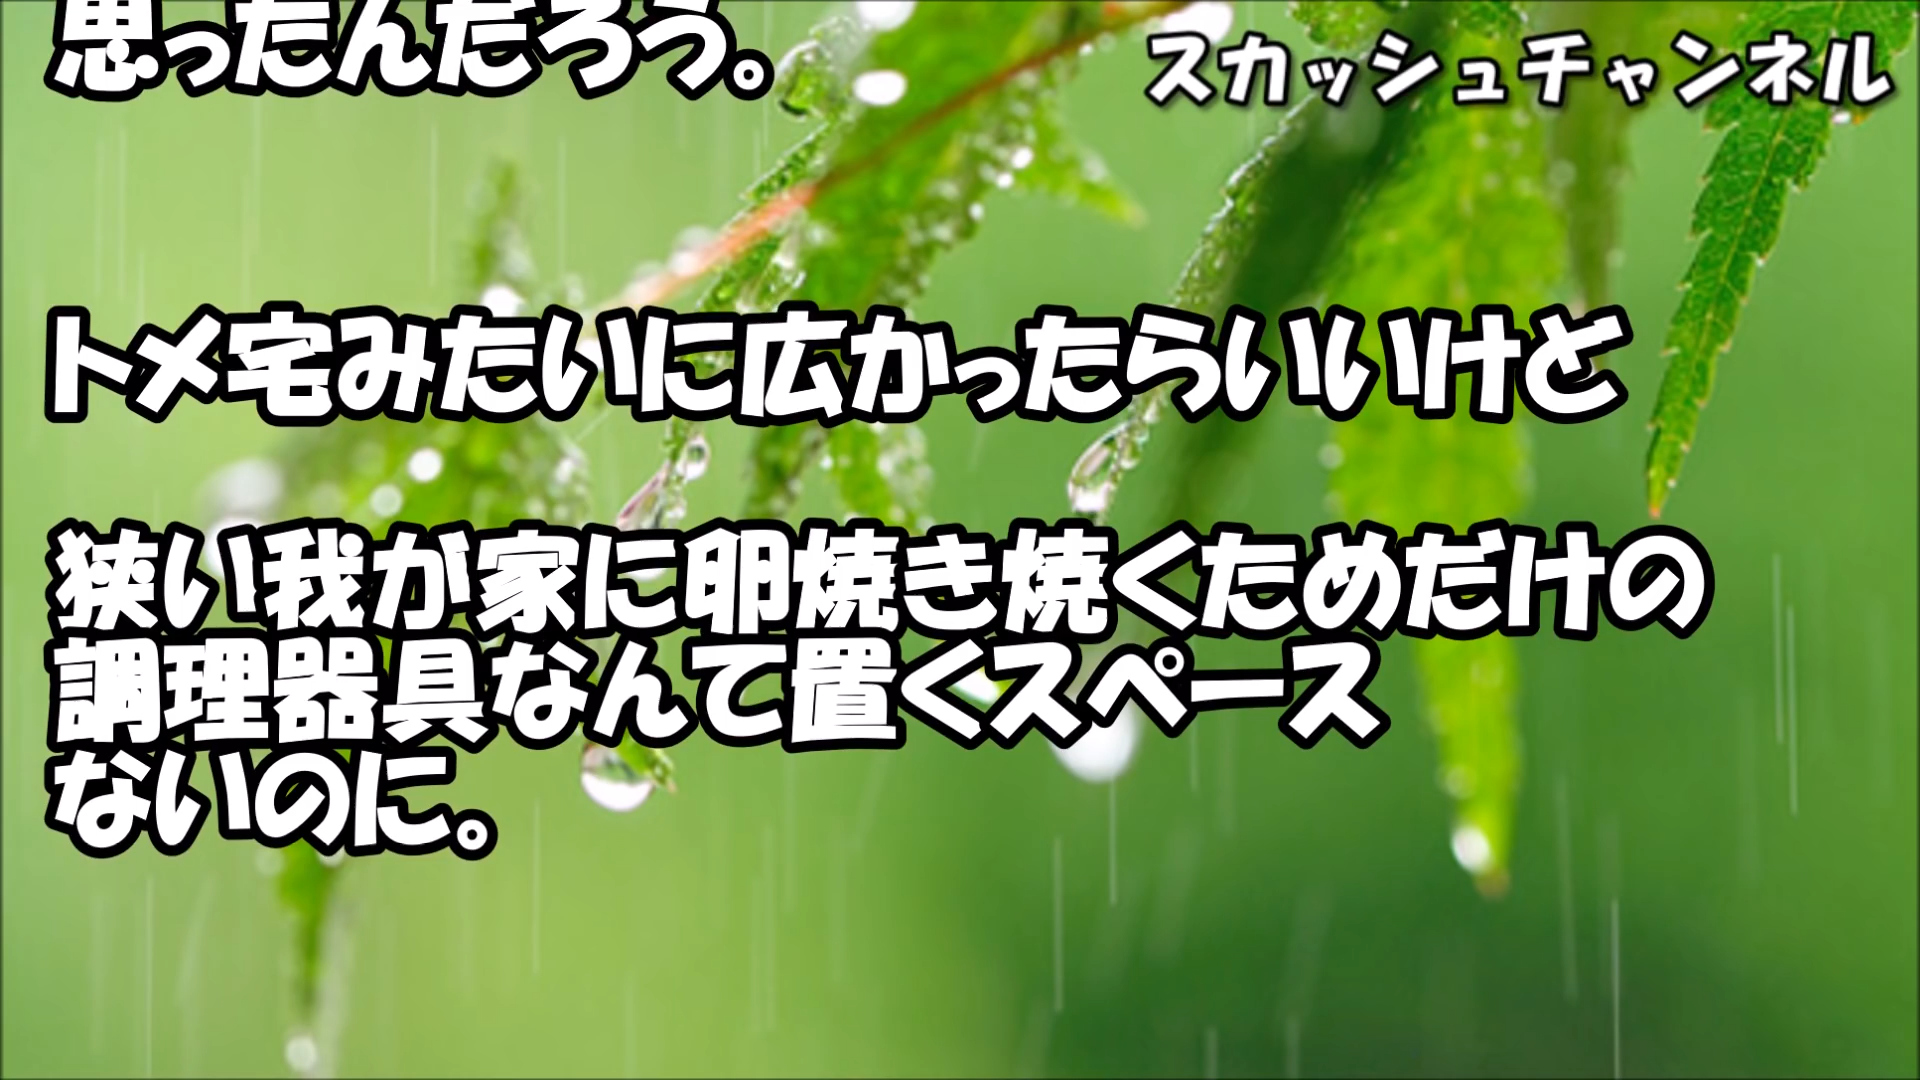 思ったんだろう。
スカッシュチャンネル
トメ宅みたいに広かったらいいけど
狭い我が家に卵焼き焼くためだけの
調理器具なんて置くスペース
ないのに。